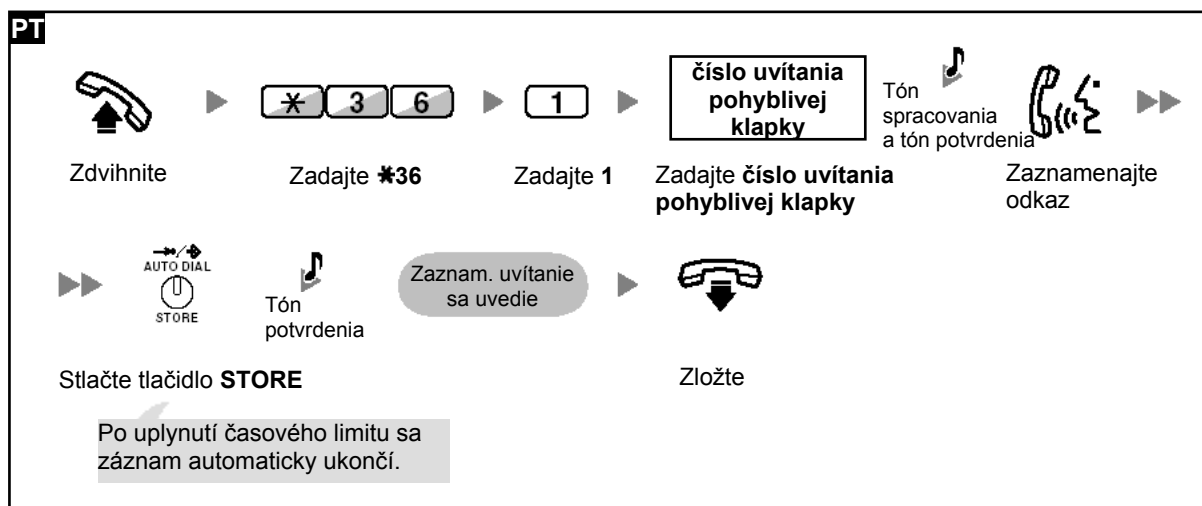 PT
číslo uvítania
pohyblivej
klapky
Tón
spracovania
a tón potvrdenia
✱ 3 6
1
Zdvihnite
Zadajte ✱36
Zadajte 1
Zadajte číslo uvítania
pohyblivej klapky
Zaznamenajte
odkaz
AUTO DIAL
STORE
Tón
potvrdenia
Zaznam. uvítanie
sa uvedie
Stlačte tlačidlo STORE
Zložte
Po uplynutí časového limitu sa
záznam automaticky ukončí.